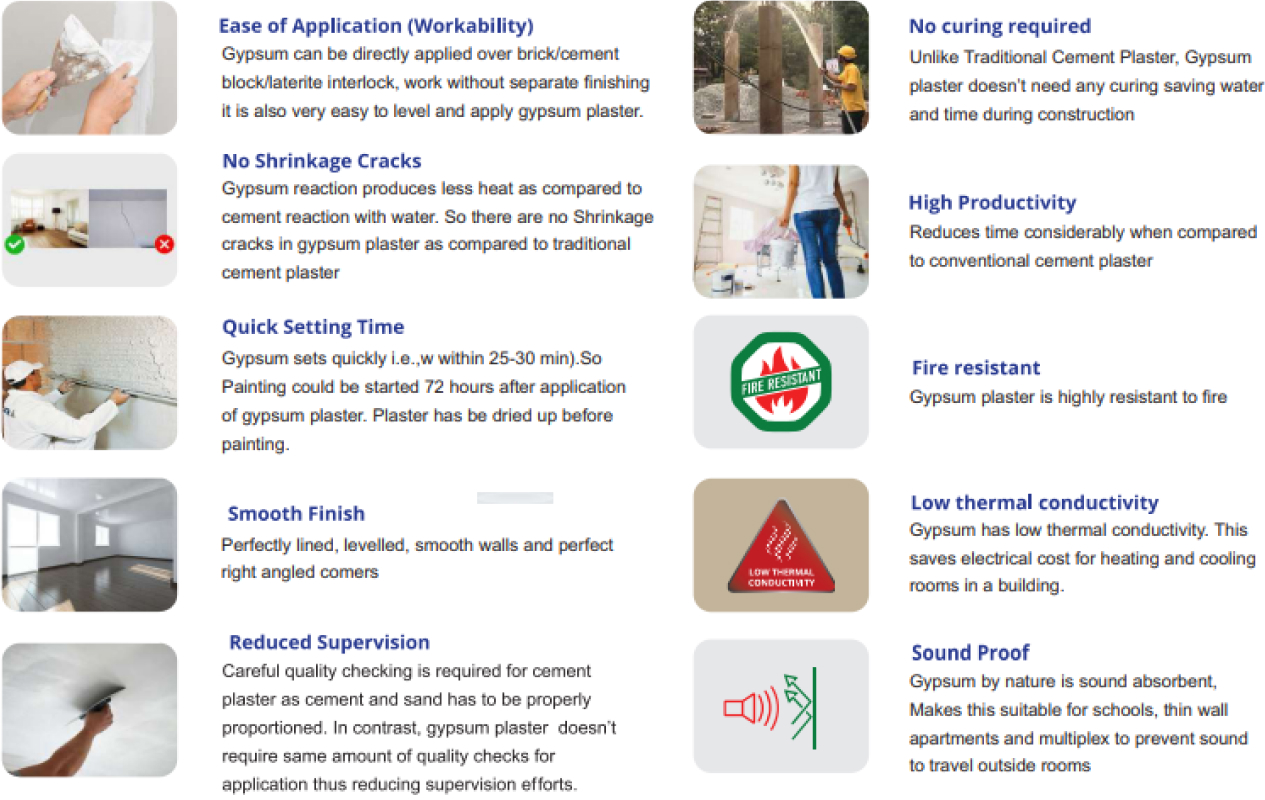 Ease of Application (Workability)
Gypsum can be directly applied over brick/cement
block/laterite interlock, work without separate finishing
it is also very easy to level and apply gypsum plaster.
No Shrinkage Cracks
Gypsum reaction produces less heat as compared to
cement reaction with water. So there are no Shrinkage
cracks in gypsum plaster as compared to traditional
cement plaster
Quick Setting Time
Gypsum sets quickly i.e.,w within 25-30 min).So
Painting could be started 72 hours after application
of gypsum plaster. Plaster has be dried up before
painting.
Smooth Finish
Perfectly lined, levelled, smooth walls and perfect
right angled comers
Reduced Supervision
Careful quality checking is required for cement
plaster as cement and sand has to be properly
proportioned. In contrast, gypsum plaster doesn't
require same amount of quality checks for
application thus reducing supervision efforts.
No curing required
Unlike Traditional Cement Plaster, Gypsum
plaster doesn't need any curing saving water
and time during construction
High Productivity
Reduces time considerably when compared
to conventional cement plaster
FIRE RESISTANT
Fire resistant
Gypsum plaster is highly resistant to fire
LOW THERMAL
CONDUCTIVITY
Low thermal conductivity
Gypsum has low thermal conductivity. This
saves electrical cost for heating and cooling
rooms in a building.
Sound Proof
Gypsum by nature is sound absorbent,
Makes this suitable for schools, thin wall
apartments and multiplex to prevent sound
to travel outside rooms